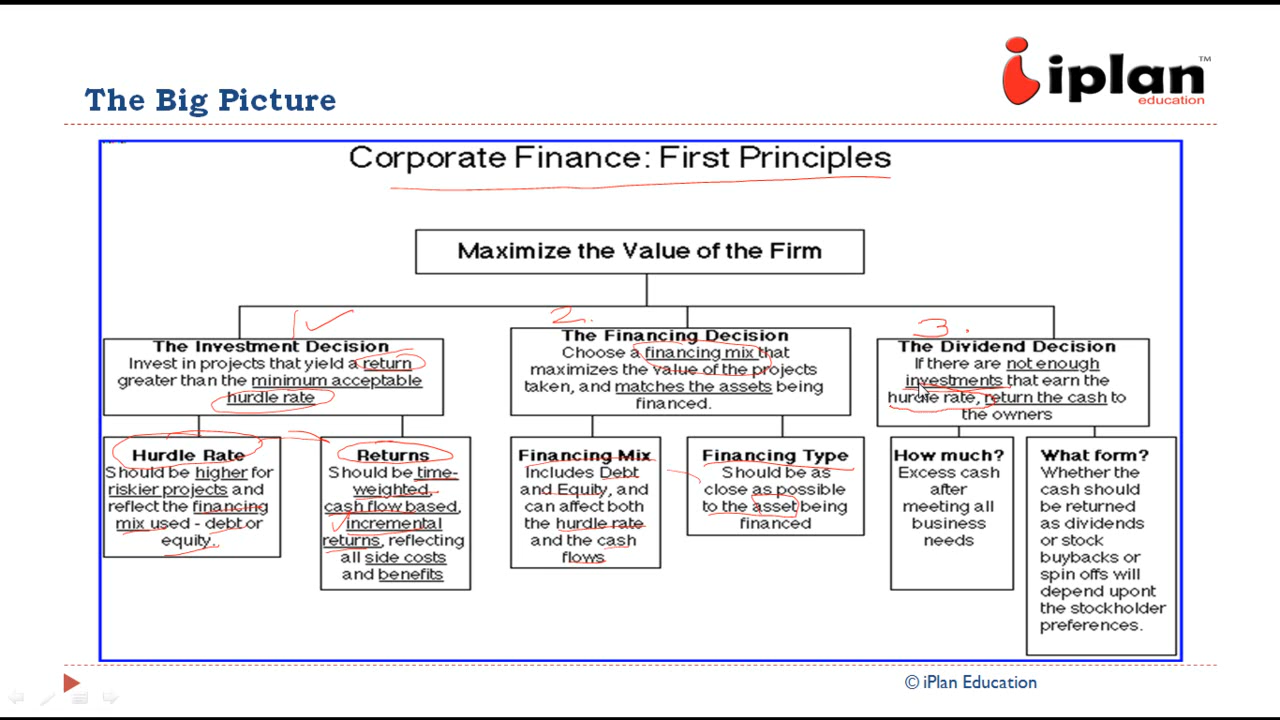 iplan™
education
The Big Picture
Corporate Finance: First Principles
Maximize the Value of the Firm
1 ✓
2.
3.
The Investment Decision
Invest in projects that yield a return
greater than the minimum acceptable
hurdle rate
The Financing Decision
Choose a financing mix that
maximizes the value of the projects
taken, and matches the assets being
financed.
The Dividend Decision
If there are not enough
investments that earn the
hurdle rate, return the cash to
the owners
Hurdle Rate
Should be higher for
riskier projects and
reflect the financing
mix used - debt or
equity.
Returns
Should be time-
weighted,
cash flow based,
incremental
returns, reflecting
all side costs
and benefits
Financing Mix
Includes Debt
and Equity, and
can affect both
the hurdle rate
and the cash
flows
Financing Type
Should be as
close as possible
to the asset being
financed
How much?
Excess cash
after
meeting all
business
needs
What form?
Whether the
cash should
be returned
as dividends
or stock
buybacks or
spin offs will
depend upont
the stockholder
preferences.
© iPlan Education